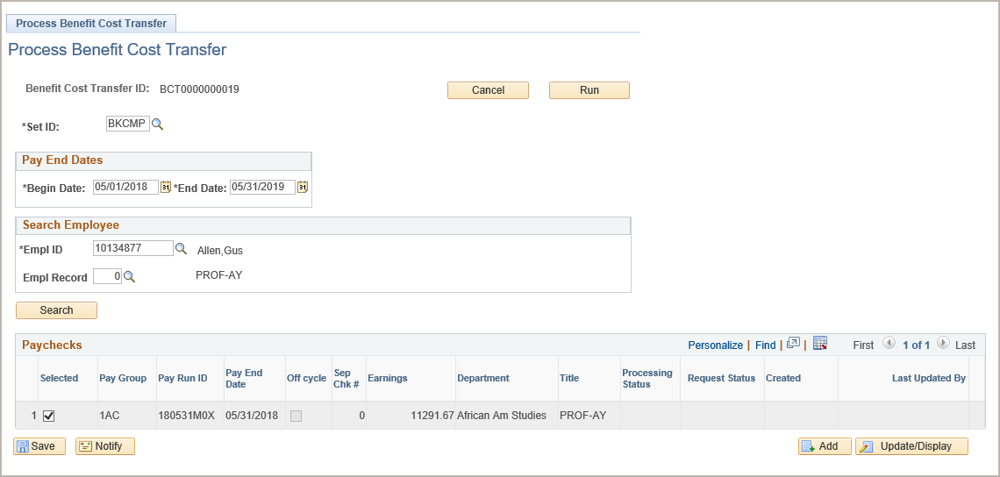 Process Benefit Cost Transfer
Process Benefit Cost Transfer
Benefit Cost Transfer ID: BCT0000000019 Cancel Run
*Set ID: BKCMP
Pay End Dates
*Begin Date: 05/01/2018 31 *End Date: 05/31/2019 31
Search Employee
*Empl ID 10134877 Allen,Gus
Empl Record 0 PROF-AY
Search
Paychecks Personalize | Find | | First 1 of 1 Last
Selected Pay Group Pay Run ID Pay End Date Off cycle Sep Chk # Earnings Department Title Processing Status Request Status Created Last Updated By
1 1AC 180531M0X 05/31/2018 0 11291.67 African Am Studies PROF-AY
Save Notify Add Update/Display